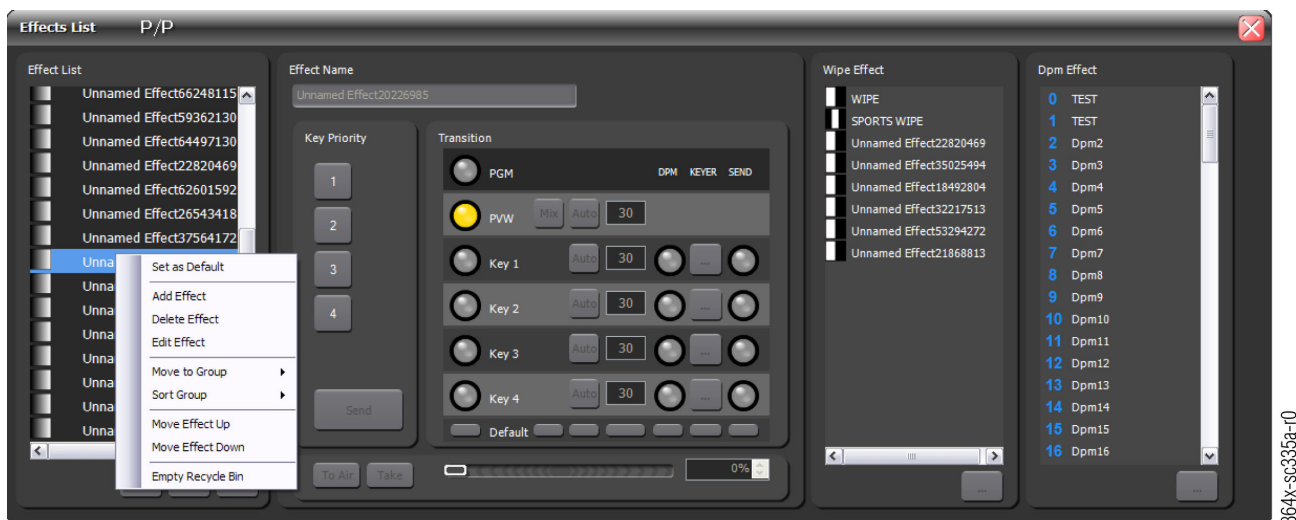 Effects List P/P
Effect List
Unnamed Effect66248115
Unnamed Effect59362130
Unnamed Effect64497130
Unnamed Effect22820469
Unnamed Effect62601592
Unnamed Effect26543418
Unnamed Effect37564172
Unna
Unna
Unna
Unna
Unna
Unna
Unna
Unna
Set as Default
Add Effect
Delete Effect
Edit Effect
Move to Group
Sort Group
Move Effect Up
Move Effect Down
Empty Recycle Bin
Effect Name
Unnamed Effect20226985
Key Priority
1
2
3
4
Send
Transition
PGM DPM KEYER SEND
PVW Mix Auto 30
Key 1 Auto 30 ...
Key 2 Auto 30 ...
Key 3 Auto 30 ...
Key 4 Auto 30 ...
Default
To Air Take 0%
Wipe Effect
WIPE
SPORTS WIPE
Unnamed Effect22820469
Unnamed Effect35025494
Unnamed Effect18492804
Unnamed Effect32217513
Unnamed Effect53294272
Unnamed Effect21868813
...
Dpm Effect
0 TEST
1 TEST
2 Dpm2
3 Dpm3
4 Dpm4
5 Dpm5
6 Dpm6
7 Dpm7
8 Dpm8
9 Dpm9
10 Dpm10
11 Dpm11
12 Dpm12
13 Dpm13
14 Dpm14
15 Dpm15
16 Dpm16
...
864x-sc335a-r0